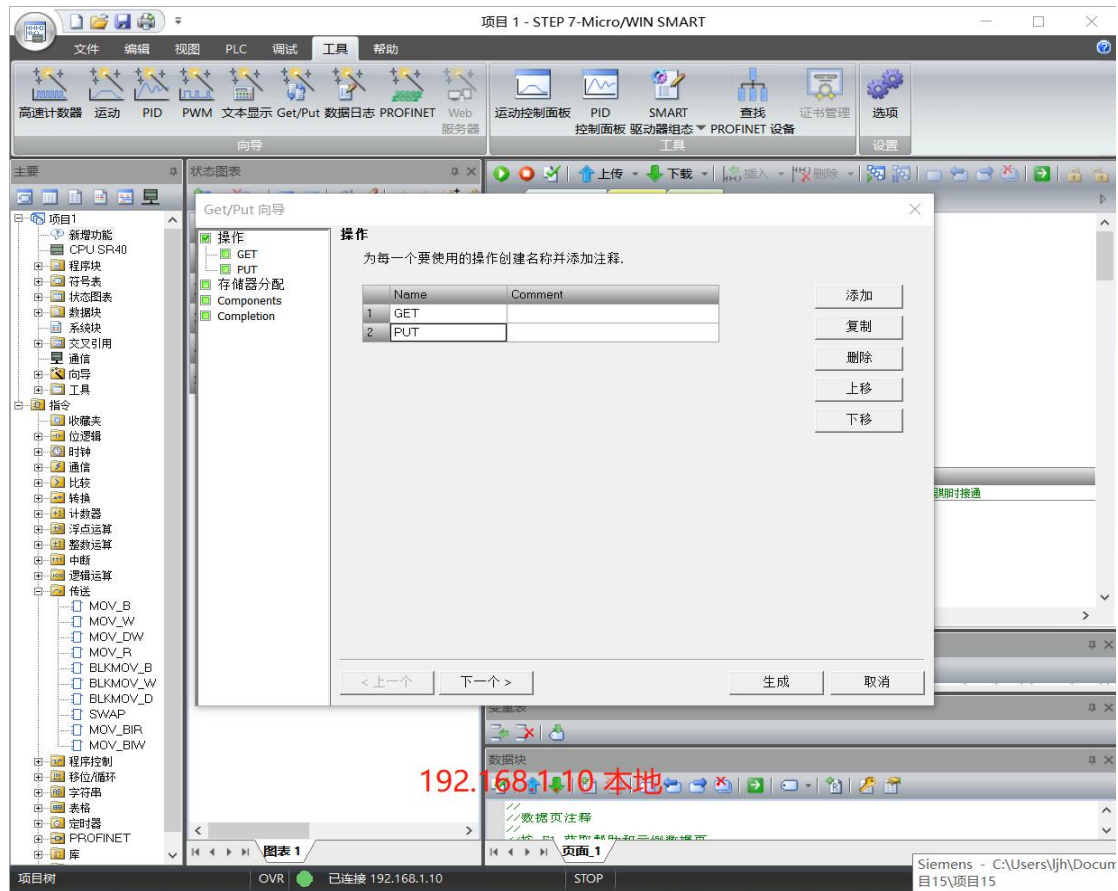 项目 1 - STEP 7-Micro/WIN SMART
文件 编辑 视图 PLC 调试 工具 帮助
高速计数器 运动 PID PWM 文本显示 Get/Put 数据日志 PROFINET Web 服务器
向导
运动控制面板 PID 控制面板 SMART 驱动器组态 查找 PROFINET 设备 证书管理
工具
选项
设置
主要
状态图表
上传 下载 插入 删除
项目1
新增功能
CPU SR40
程序块
符号表
状态图表
数据块
系统块
交叉引用
通信
向导
工具
指令
收藏夹
位逻辑
时钟
通信
比较
转换
计数器
浮点运算
整数运算
中断
逻辑运算
传送
MOV_B
MOV_W
MOV_DW
MOV_R
BLKMOV_B
BLKMOV_W
BLKMOV_D
SWAP
MOV_BIR
MOV_BIW
程序控制
移位/循环
字符串
表格
定时器
PROFINET
库
Get/Put 向导
操作
GET
PUT
存储器分配
Components
Completion
操作
为每一个要使用的操作创建名称并添加注释.
Name Comment
1 GET
2 PUT
添加
复制
删除
上移
下移
<上一个 下一个> 生成 取消
期时接通
变量表
数据块
192.168.1.10 本地
//
//数据页注释
//
图表 1
页面_1
项目树 OVR 已连接 192.168.1.10 STOP
Siemens - C:\Users\ljh\Docum
目15\项目15